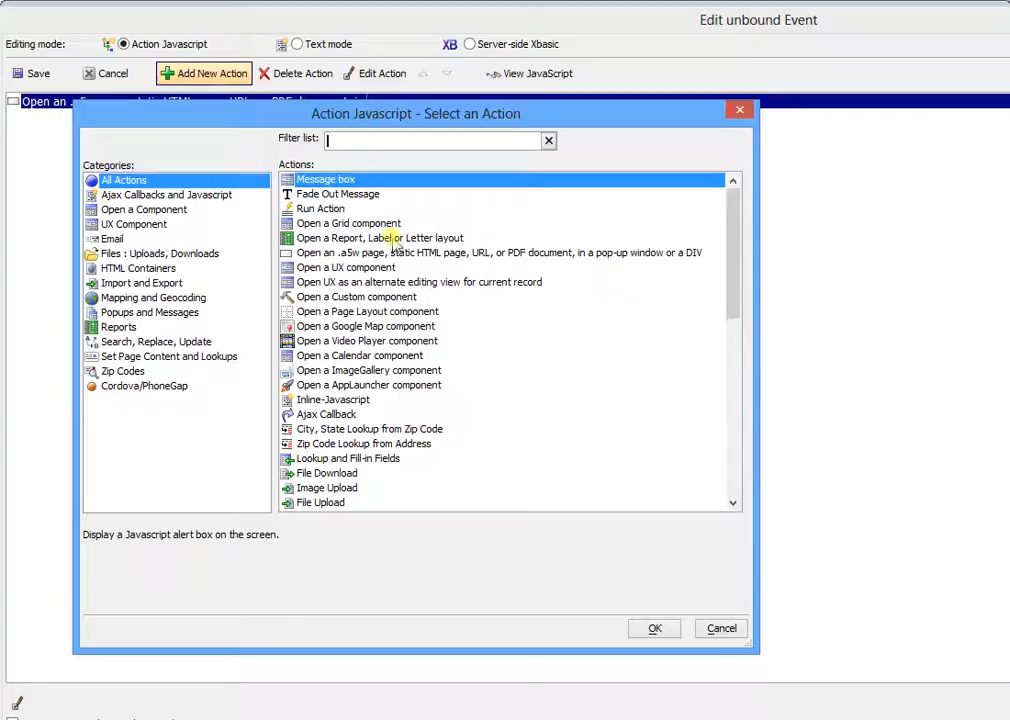 Edit unbound Event
Editing mode: Action Javascript Text mode XB Server-side Xbasic
Save Cancel Add New Action Delete Action Edit Action View JavaScript
Open an
Action Javascript - Select an Action
Filter list:
Categories:
All Actions
Ajax Callbacks and Javascript
Open a Component
UX Component
Email
Files : Uploads, Downloads
HTML Containers
Import and Export
Mapping and Geocoding
Popups and Messages
Reports
Search, Replace, Update
Set Page Content and Lookups
Zip Codes
Cordova/PhoneGap
Actions:
Message box
Fade Out Message
Run Action
Open a Grid component
Open a Report, Label or Letter layout
Open an .a5w page, static HTML page, URL, or PDF document, in a pop-up window or a DIV
Open a UX component
Open UX as an alternate editing view for current record
Open a Custom component
Open a Page Layout component
Open a Google Map component
Open a Video Player component
Open a Calendar component
Open a ImageGallery component
Open a AppLauncher component
Inline-Javascript
Ajax Callback
City, State Lookup from Zip Code
Zip Code Lookup from Address
Lookup and Fill-in Fields
File Download
Image Upload
File Upload
Display a Javascript alert box on the screen.
OK Cancel